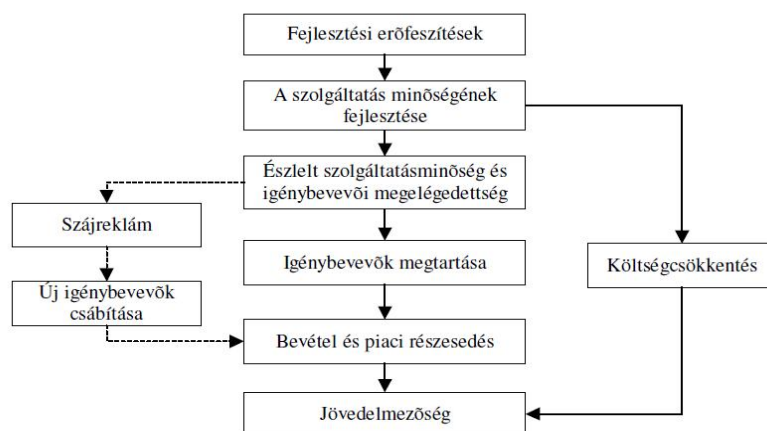 Fejlesztési erõfeszítések
A szolgáltatás minõségének
fejlesztése
Észlelt szolgáltatásminõség és
igénybevevõi megelégedettség
Szájreklám
Igénybevevõk megtartása
Költségcsökkentés
Új igénybevevõk
csábítása
Bevétel és piaci részesedés
Jövedelmezõség